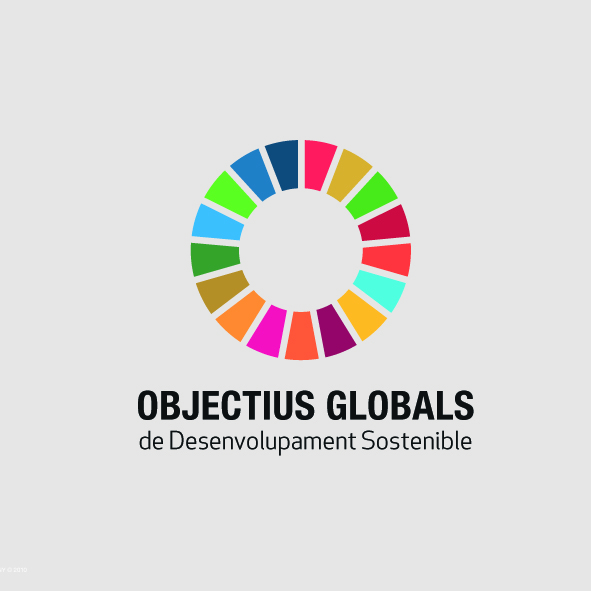 OBJECTIUS GLOBALS
de Desenvolupament Sostenible